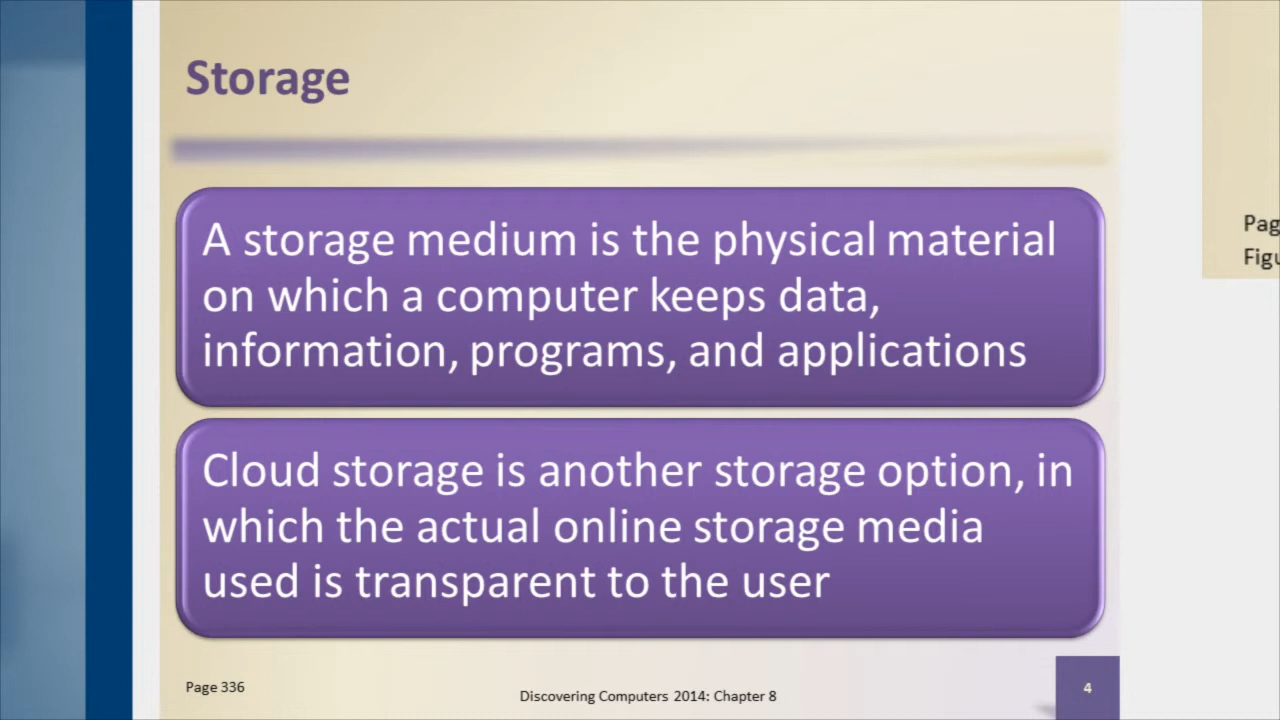 Storage
A storage medium is the physical material
on which a computer keeps data,
information, programs, and applications
Cloud storage is another storage option, in
which the actual online storage media
used is transparent to the user
Page 336
Discovering Computers 2014: Chapter 8
4